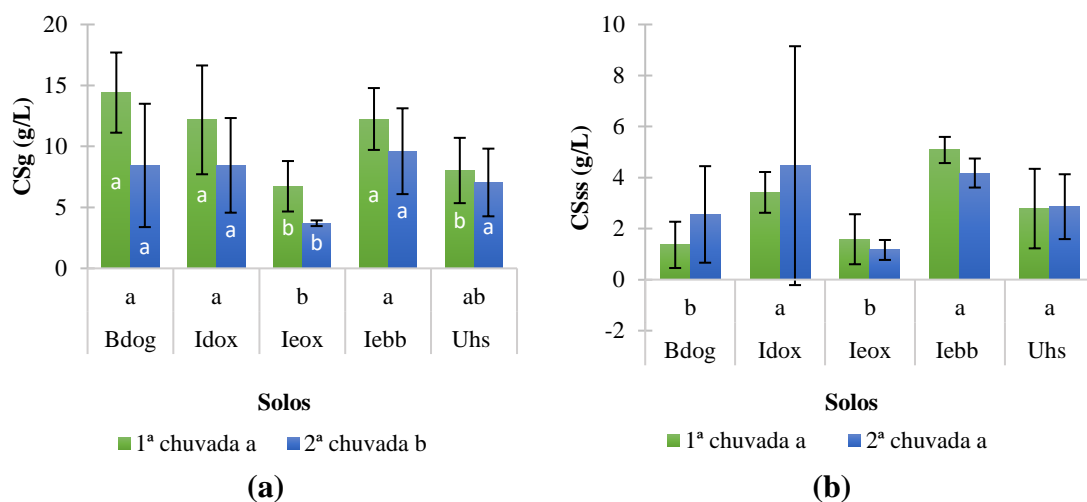 CSg (g/L)
20
15
10
5
0
a a a a b b a a b a
a a b a ab
Bdog Idox Ieox Iebb Uhs
Solos
1ª chuvada a 2ª chuvada b
(a)
CSss (g/L)
10
8
6
4
2
0
-2
b a b a a
Bdog Idox Ieox Iebb Uhs
Solos
1ª chuvada a 2ª chuvada a
(b)